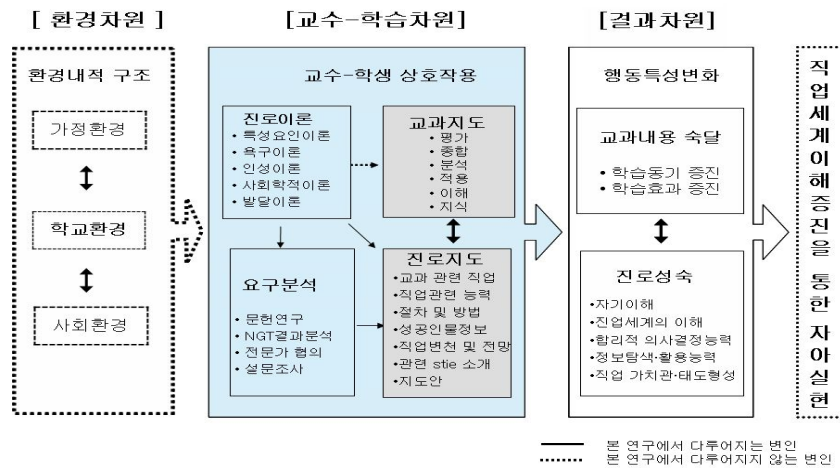 [ 환경차원 ]
[교수-학습차원]
[결과차원]
환경내적 구조
가정환경
학교환경
사회환경
교수-학생 상호작용
진로이론
• 특성요인이론
• 욕구이론
• 인성이론
• 사회학적이론
• 발달이론
교과지도
• 평가
• 종합
• 분석
• 적용
• 이해
• 지식
요구분석
• 문헌연구
• NGT결과분석
• 전문가 협의
• 설문조사
진로지도
•교과 관련 직업
•직업관련 능력
•절차 및 방법
•성공인물정보
•직업변천 및 전망
•관련 stie 소개
•지도안
행동특성변화
교과내용 숙달
• 학습동기 증진
• 학습효과 증진
진로성숙
•자기이해
•진업세계의 이해
•합리적 의사결정능력
•정보탐색·활용능력
•직업 가치관·태도형성
직업세계이해증진을 통한 자아실현
본 연구에서 다루어지는 변인
본 연구에서 다루어지지 않는 변인